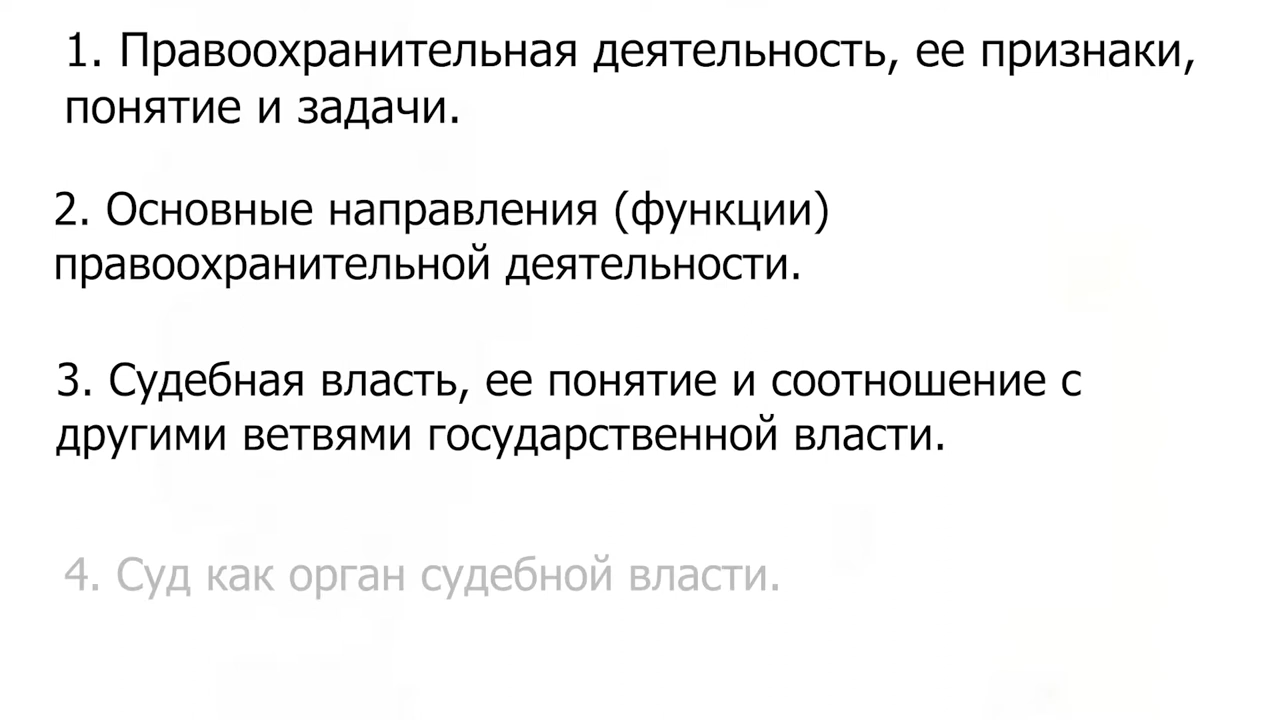 1. Правоохранительная деятельность, ее признаки,
понятие и задачи.
2. Основные направления (функции)
правоохранительной деятельности.
3. Судебная власть, ее понятие и соотношение с
другими ветвями государственной власти.
4. Суд как орган судебной власти.